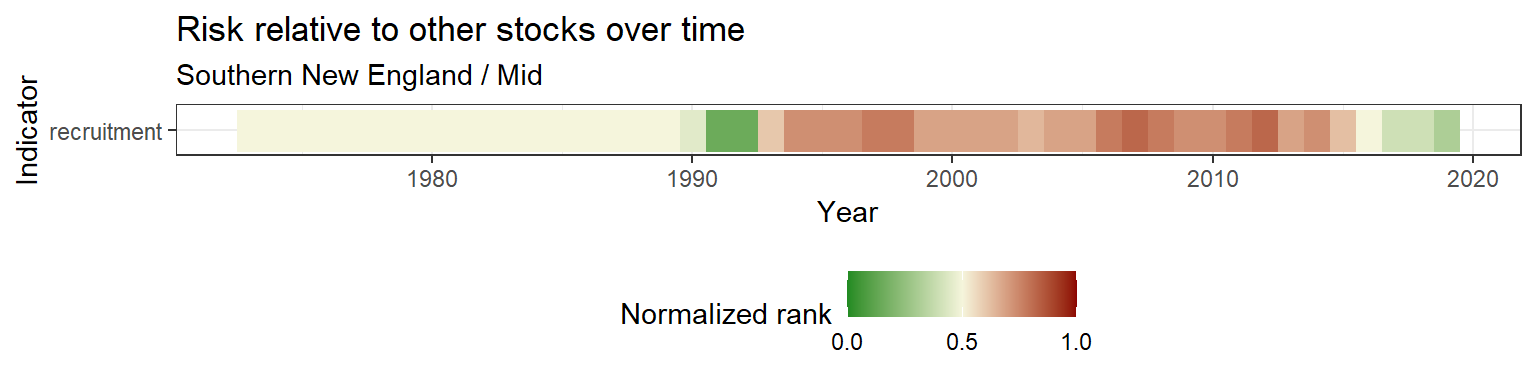 Risk relative to other stocks over time
Southern New England / Mid
Indicator
recruitment
1980 1990 2000 2010 2020
Year
Normalized rank
0.0 0.5 1.0